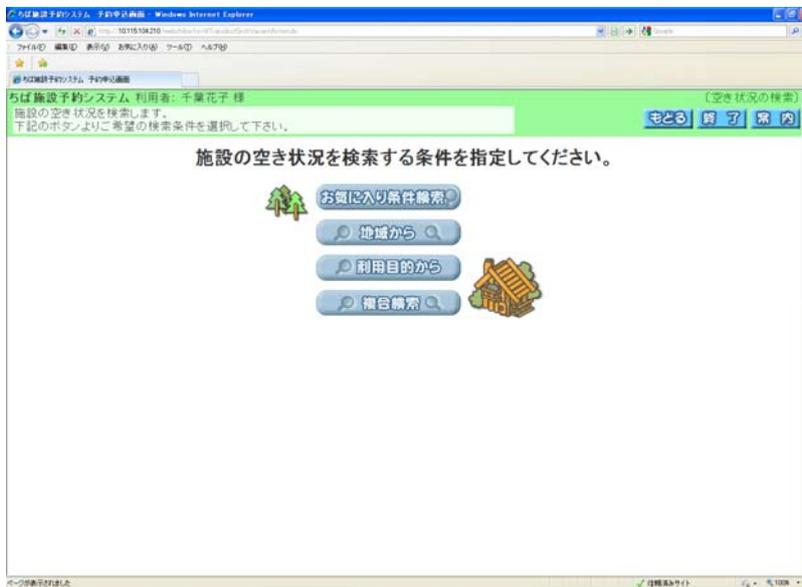 ちば施設予約システム 予約申込画面 - Windows Internet Explorer
Google
ファイル(F) 編集(E) 表示(V) お気に入り(A) ツール(T) ヘルプ(H)
ちば施設予約システム 予約申込画面
ちば施設予約システム 利用者: 千葉花子 様
〔空き状況の検索〕
施設の空き状況を検索します。
下記のボタンよりご希望の検索条件を選択して下さい。
もどる 終了 案内
施設の空き状況を検索する条件を指定してください。
お気に入り条件検索
地域から
利用目的から
複合検索
ページが表示されました
信頼済みサイト
100%